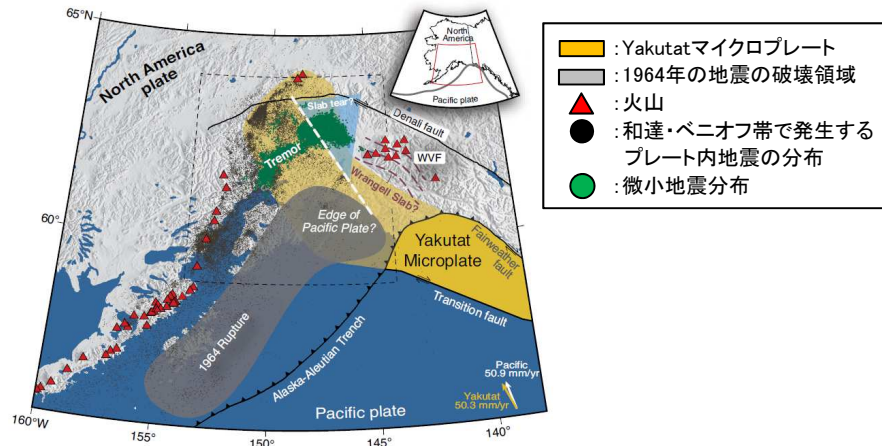 65°N
North America
plate
North
America
Pacific plate
Slab tear?
Denali fault
Tremor
WVF
Wrangell Slab?
60°
Edge of
Pacific Plate?
Yakutat
Microplate
Fairweather
fault
Transition fault
1964 Rupture
Alaska-Aleutian Trench
Pacific
50.9 mm/yr
Yakutat
50.3 mm/yr
Pacific plate
160°W
155°
150°
145°
140°
:Yakutatマイクロプレート
:1964年の地震の破壊領域
:火山
:和達・ベニオフ帯で発生する
プレート内地震の分布
:微小地震分布